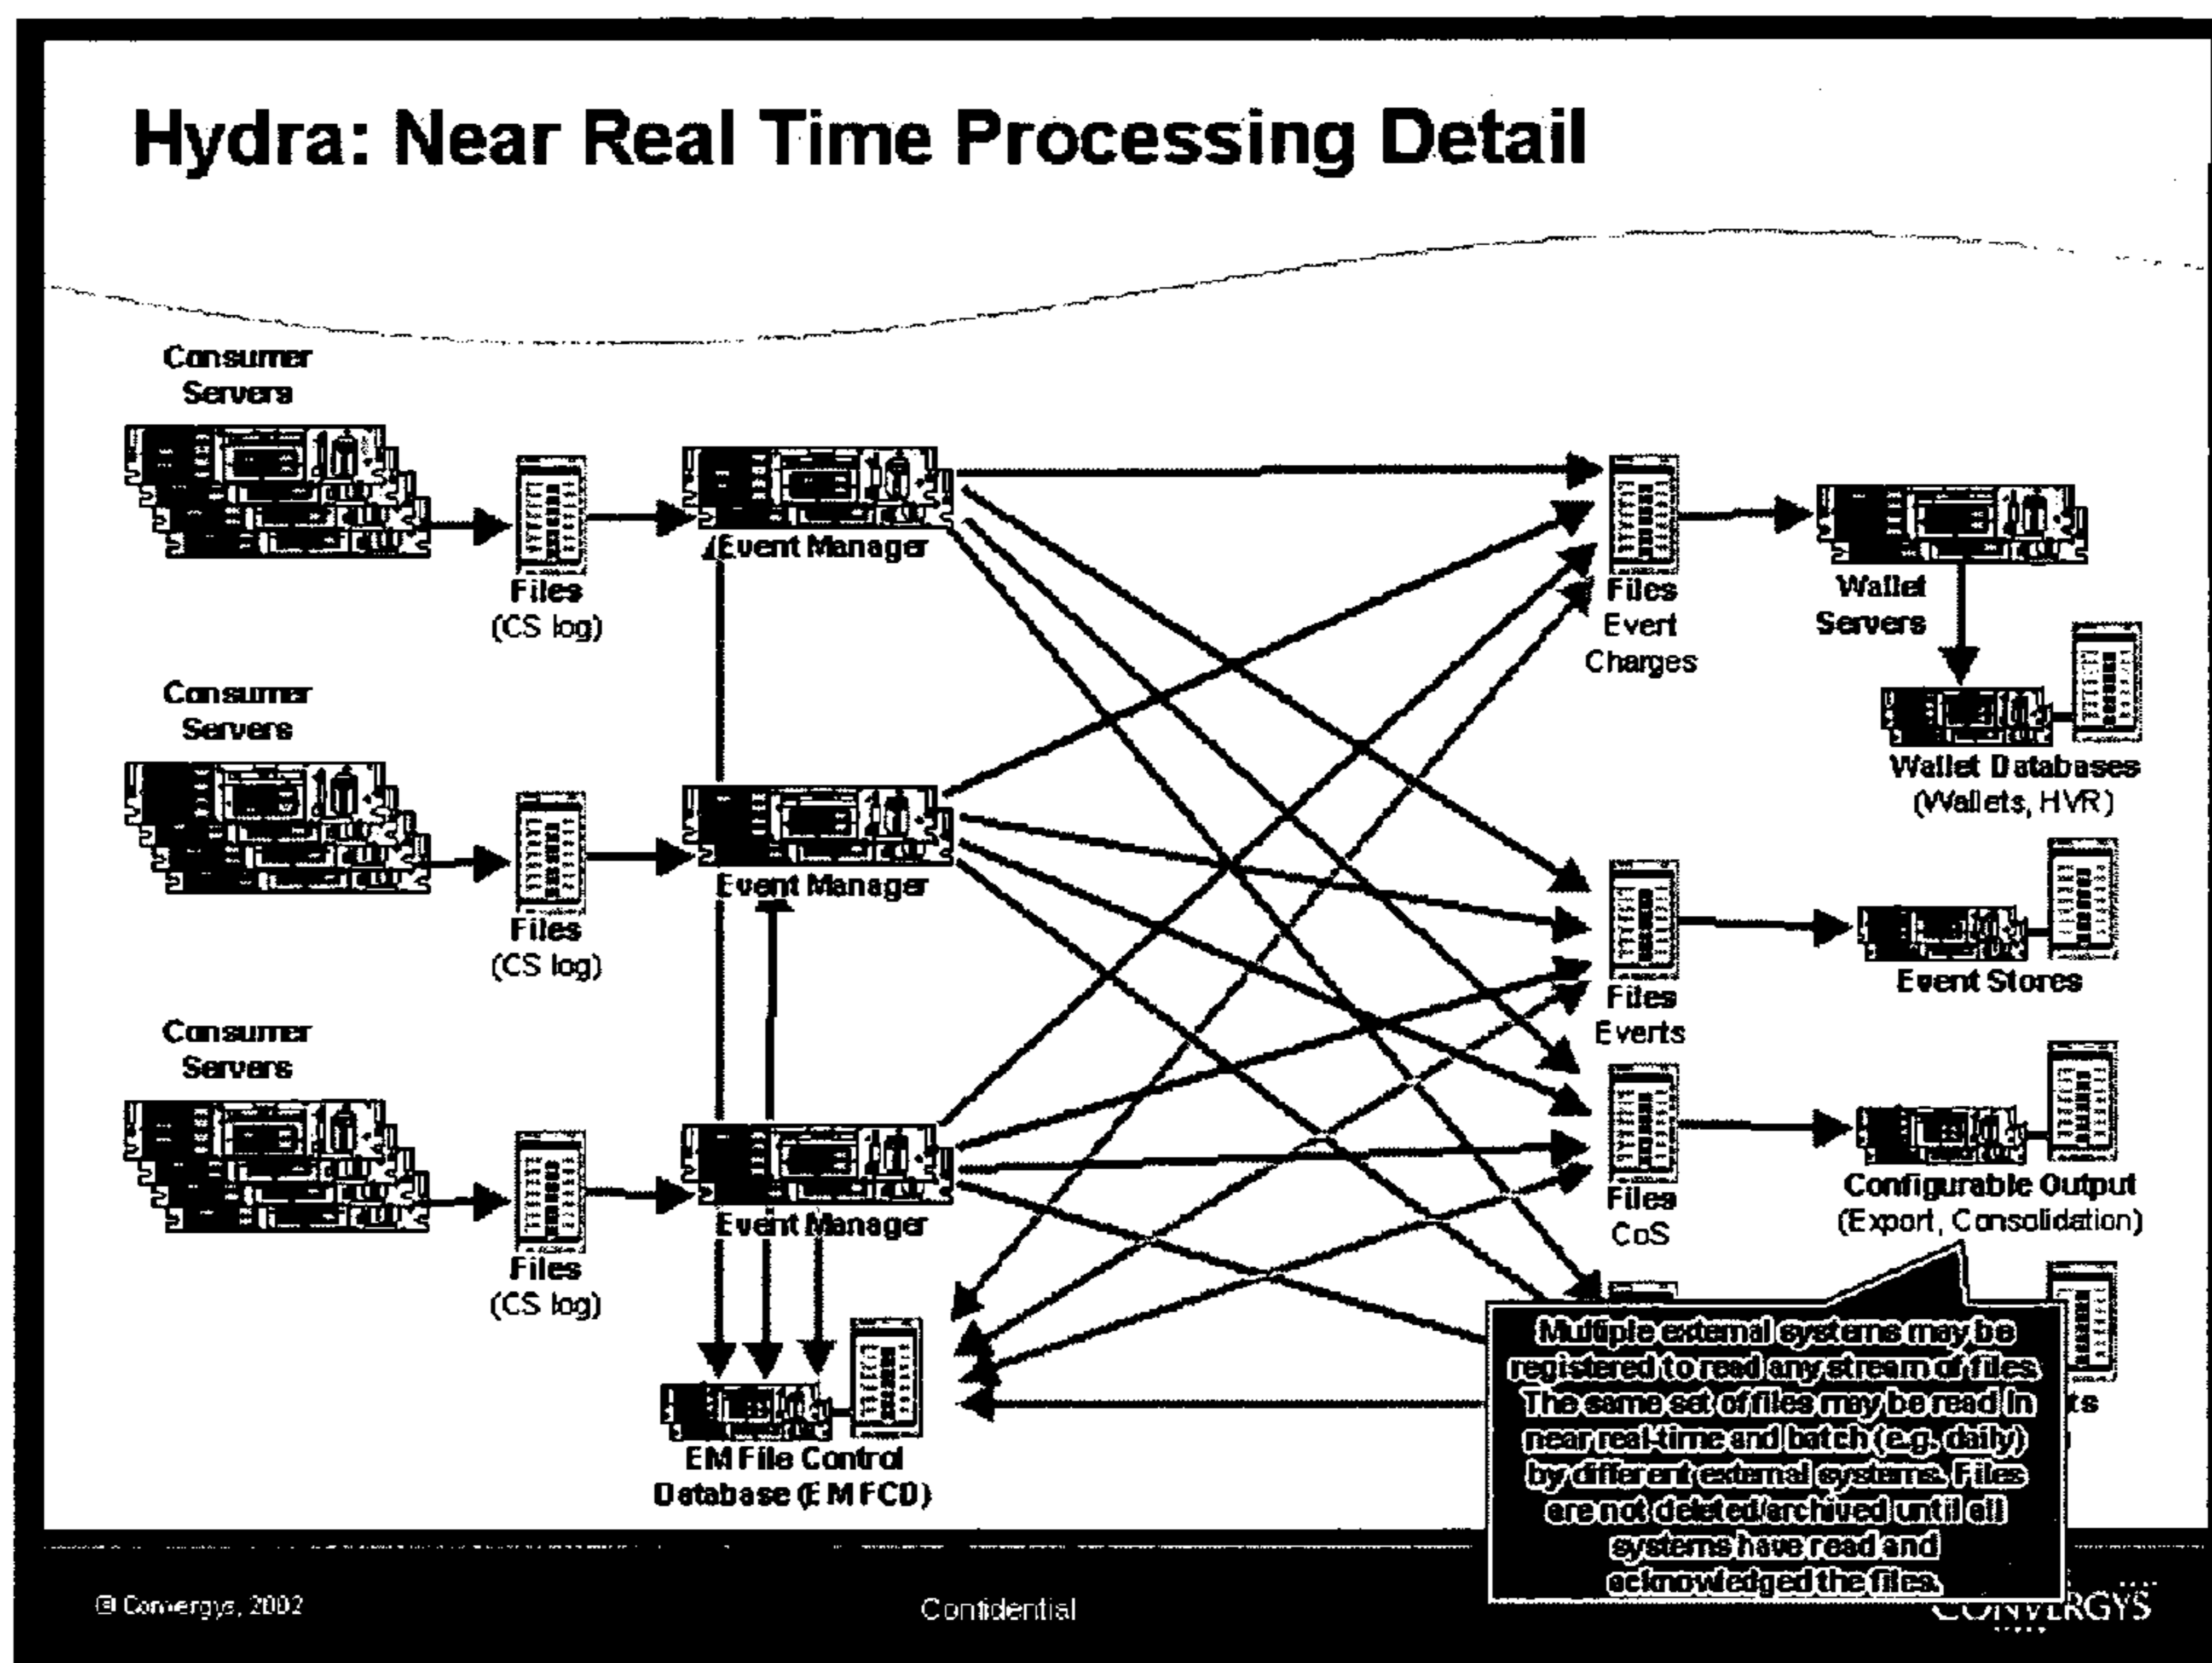 Hydra: Near Real Time Processing Detail
Consumer
Servers
Files
(CS log)
Event Manager
Files
Event
Charges
Wallet
Servers
Wallet Databases
(Wallets, HVR)
Consumer
Servers
Files
(CS log)
Event Manager
Files
Events
Event Stores
Consumer
Servers
Files
(CS log)
Event Manager
Files
CoS
Configurable Output
(Export, Consolidation)
EM File Control
Database (EMFCD)
Multiple external systems may be
registered to read any stream of files
The same set of files may be read in
near real-time and batch (e.g. daily)
by different external systems. Files
are not deleted/archived until all
systems have read and
acknowledged the files.
ts
© Convergys, 2002
Confidential
CONVERGYS